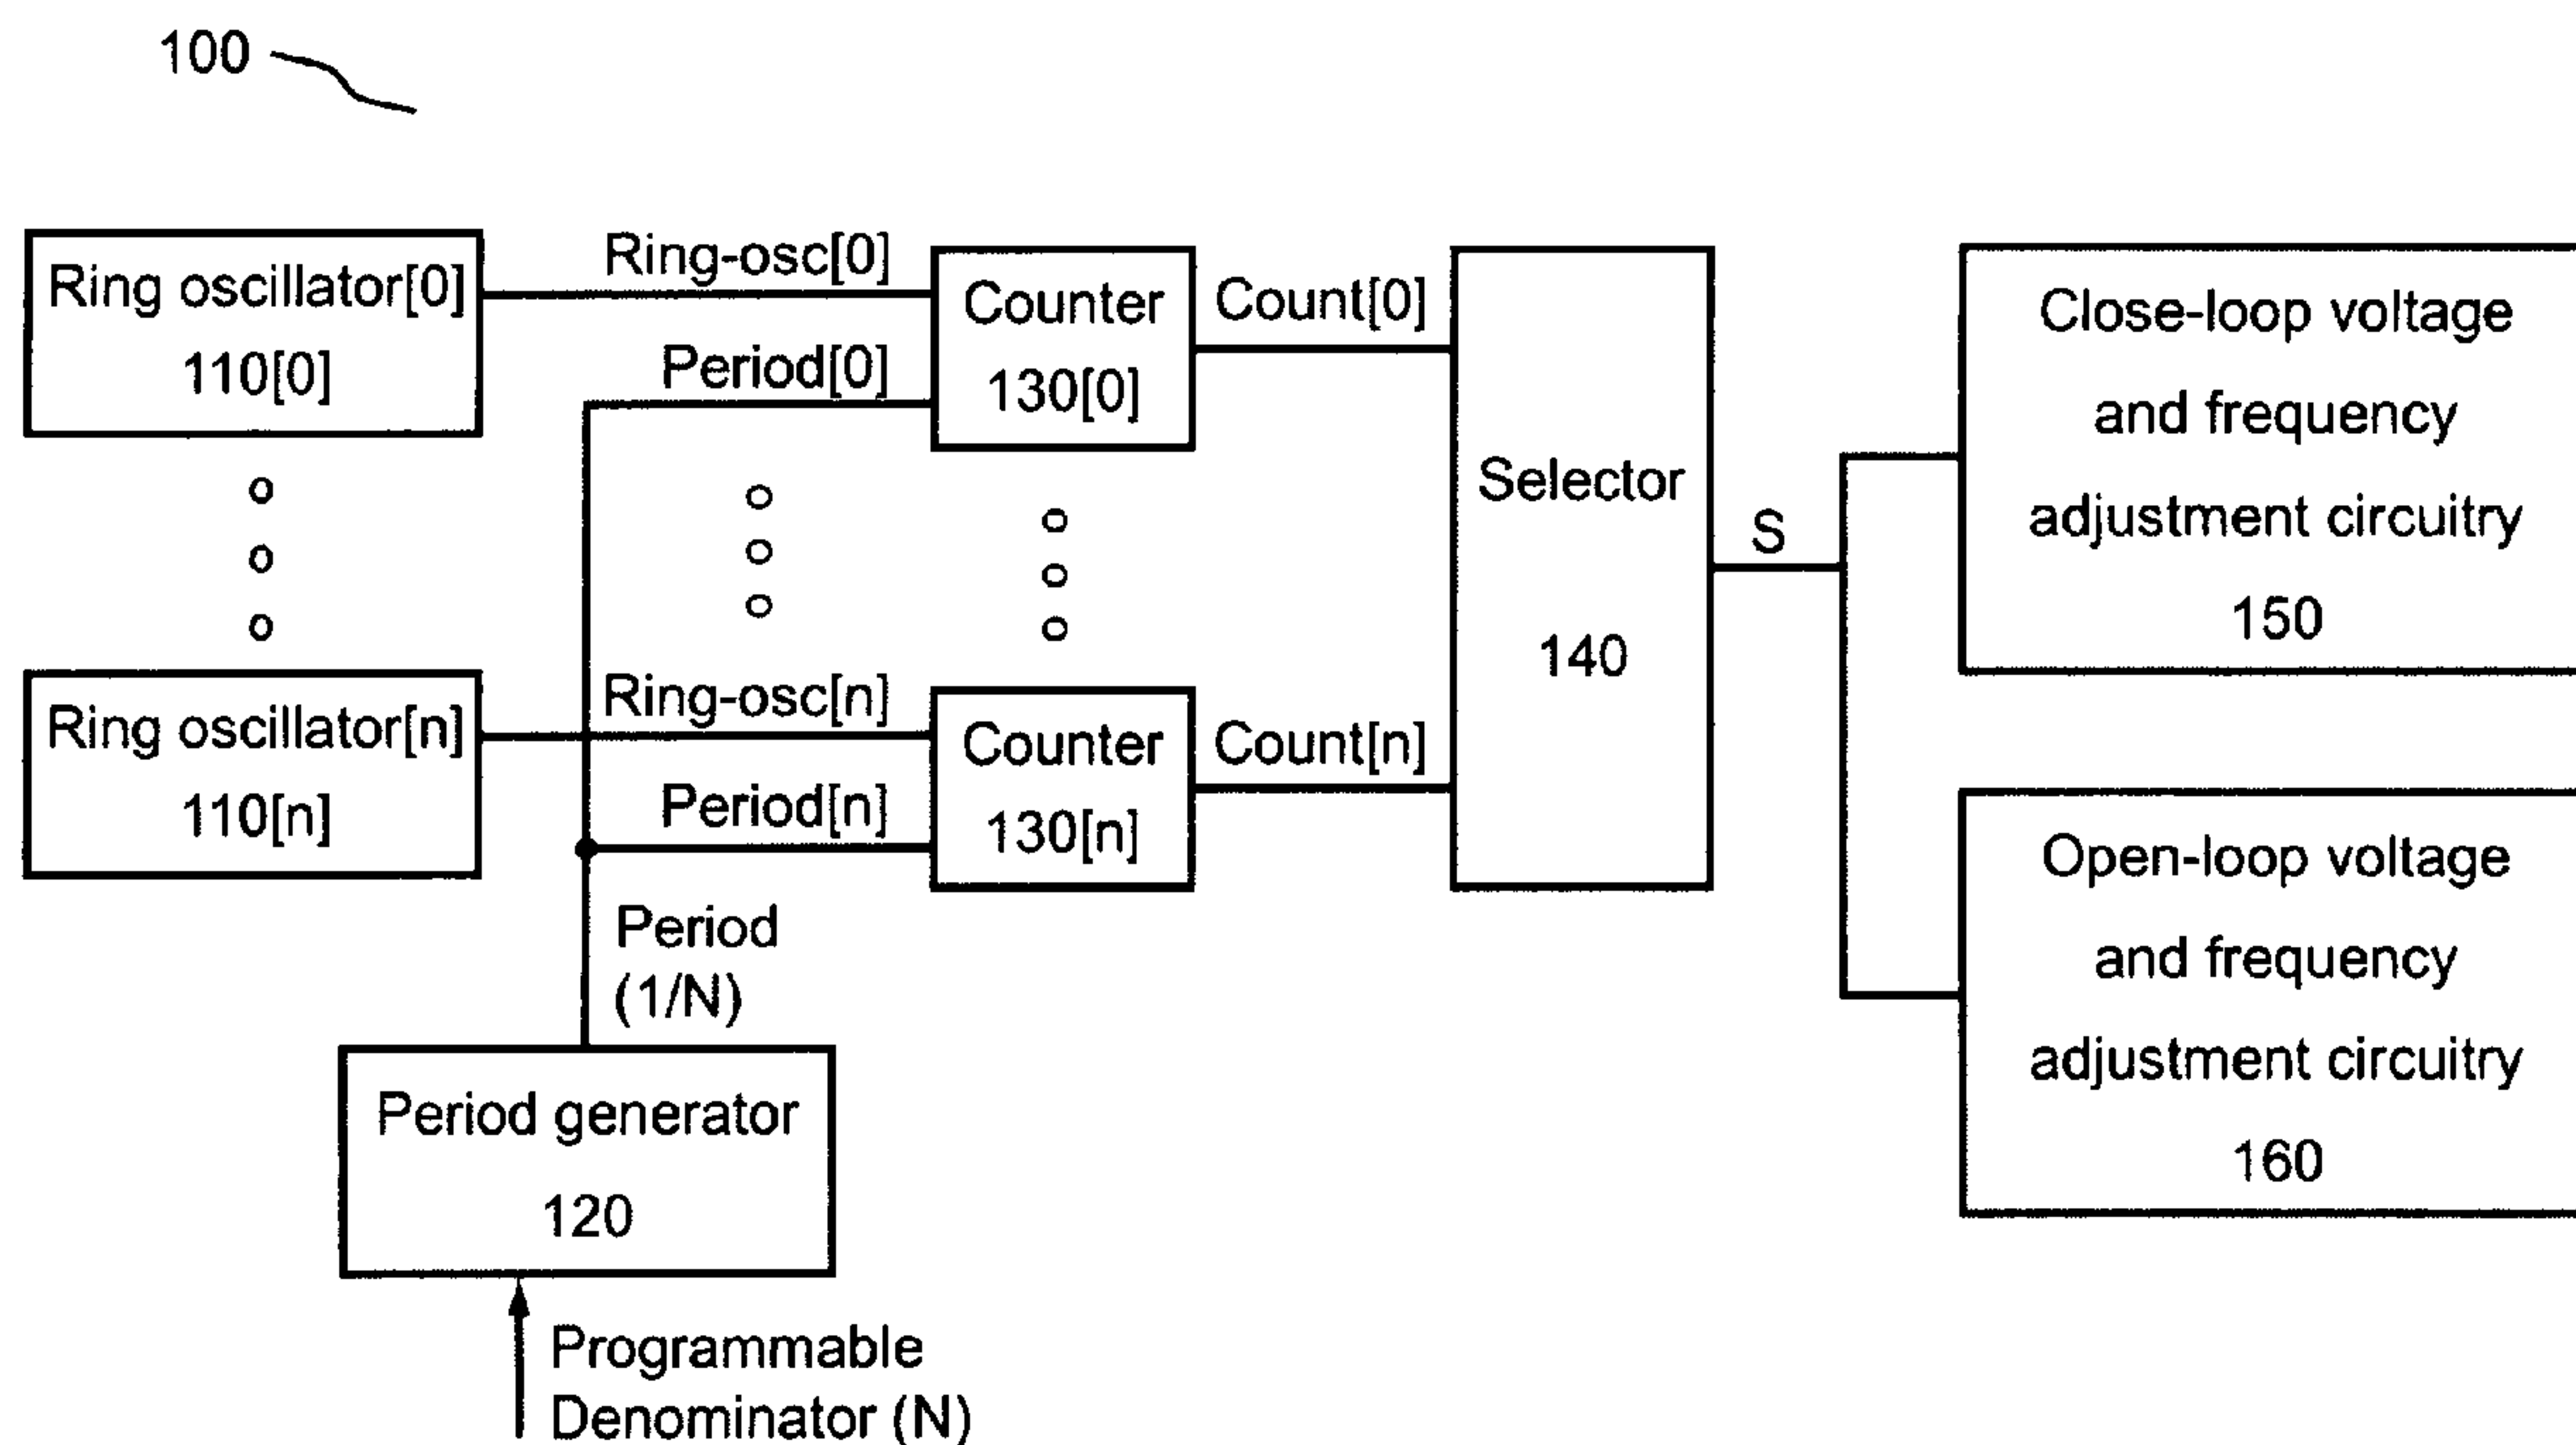 100
Ring oscillator[0]
110[0]
Ring-osc[0]
Period[0]
Counter
130[0]
Count[0]
Selector
140
S
Close-loop voltage
and frequency
adjustment circuitry
150
Ring oscillator[n]
110[n]
Ring-osc[n]
Period[n]
Counter
130[n]
Count[n]
Open-loop voltage
and frequency
adjustment circuitry
160
Period
(1/N)
Period generator
120
Programmable
Denominator (N)